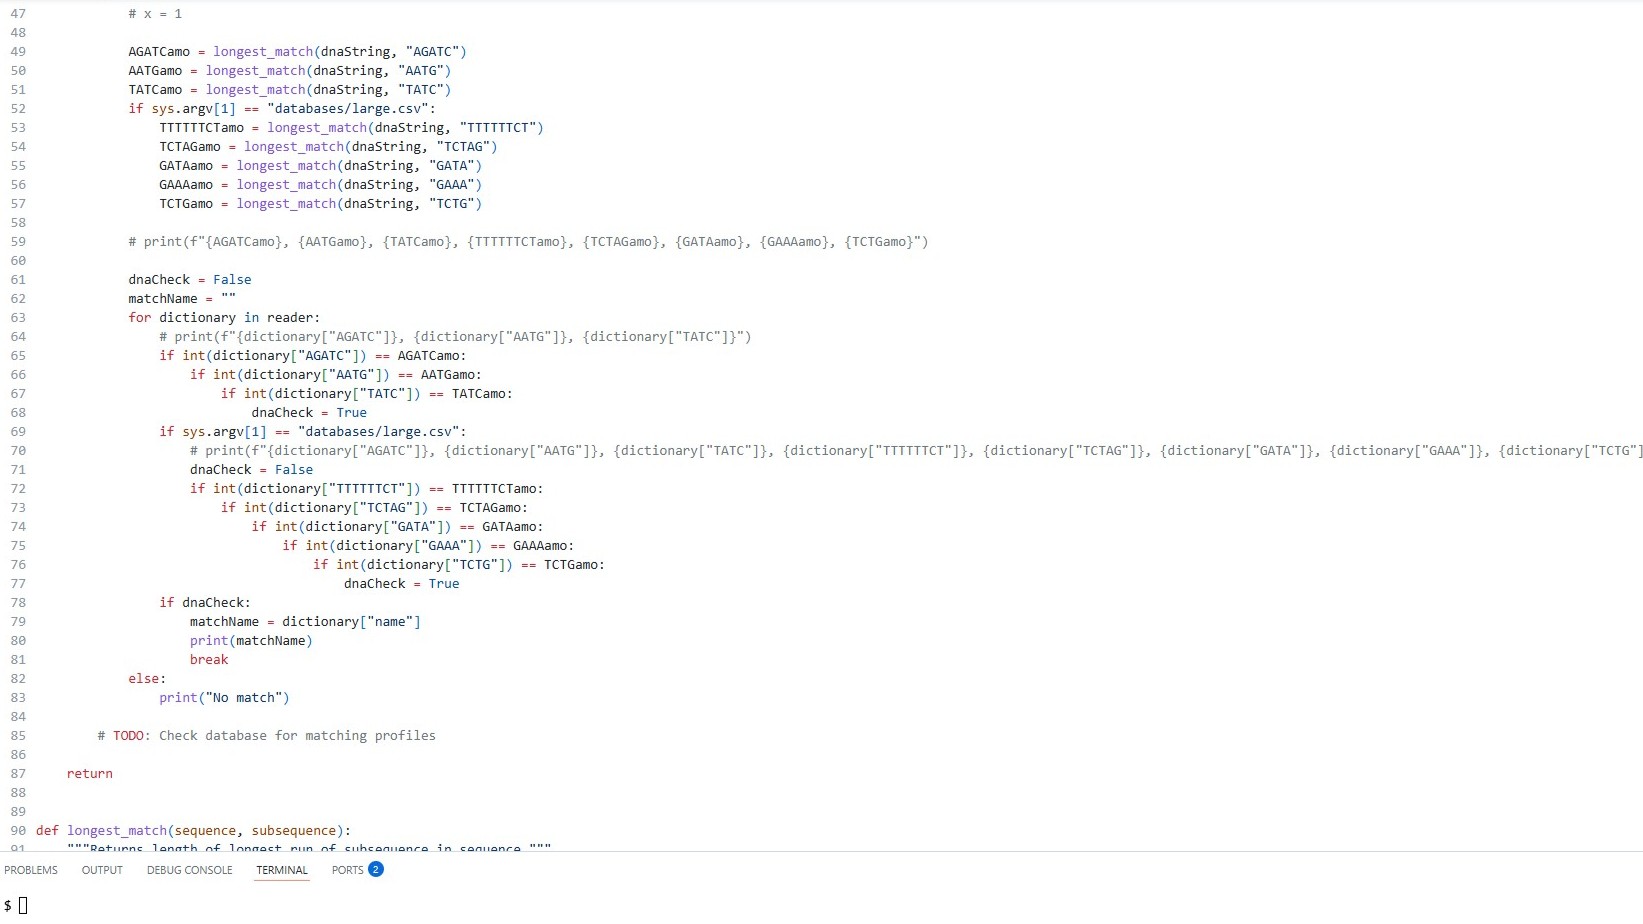 47 # x = 1
48
49 AGATCamo = longest_match(dnaString, "AGATC")
50 AATGamo = longest_match(dnaString, "AATG")
51 TATCamo = longest_match(dnaString, "TATC")
52 if sys.argv[1] == "databases/large.csv":
53 TTTTTTCTamo = longest_match(dnaString, "TTTTTTCT")
54 TCTAGamo = longest_match(dnaString, "TCTAG")
55 GATAamo = longest_match(dnaString, "GATA")
56 GAAAamo = longest_match(dnaString, "GAAA")
57 TCTGamo = longest_match(dnaString, "TCTG")
58
59 # print(f"{AGATCamo}, {AATGamo}, {TATCamo}, {TTTTTTCTamo}, {TCTAGamo}, {GATAamo}, {GAAAamo}, {TCTGamo}")
60
61 dnaCheck = False
62 matchName = ""
63 for dictionary in reader:
64 # print(f"{dictionary["AGATC"]}, {dictionary["AATG"]}, {dictionary["TATC"]}")
65 if int(dictionary["AGATC"]) == AGATCamo:
66 if int(dictionary["AATG"]) == AATGamo:
67 if int(dictionary["TATC"]) == TATCamo:
68 dnaCheck = True
69 if sys.argv[1] == "databases/large.csv":
70 # print(f"{dictionary["AGATC"]}, {dictionary["AATG"]}, {dictionary["TATC"]}, {dictionary["TTTTTTCT"]}, {dictionary["TCTAG"]}, {dictionary["GATA"]}, {dictionary["GAAA"]}, {dictionary["TCTG"]
71 dnaCheck = False
72 if int(dictionary["TTTTTTCT"]) == TTTTTTCTamo:
73 if int(dictionary["TCTAG"]) == TCTAGamo:
74 if int(dictionary["GATA"]) == GATAamo:
75 if int(dictionary["GAAA"]) == GAAAamo:
76 if int(dictionary["TCTG"]) == TCTGamo:
77 dnaCheck = True
78 if dnaCheck:
79 matchName = dictionary["name"]
80 print(matchName)
81 break
82 else:
83 print("No match")
84
85 # TODO: Check database for matching profiles
86
87 return
88
89
90 def longest_match(sequence, subsequence):
91 """Returns length of longest run of subsequence in sequence."""
PROBLEMS OUTPUT DEBUG CONSOLE TERMINAL PORTS 2
$